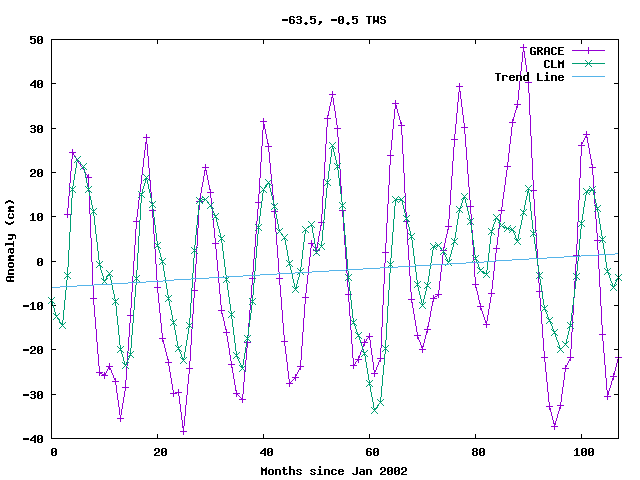 -63.5, -0.5 TWS
GRACE
CLM
Trend Line
50
40
30
20
10
0
-10
-20
-30
-40
Anomaly (cm)
0 20 40 60 80 100
Months since Jan 2002